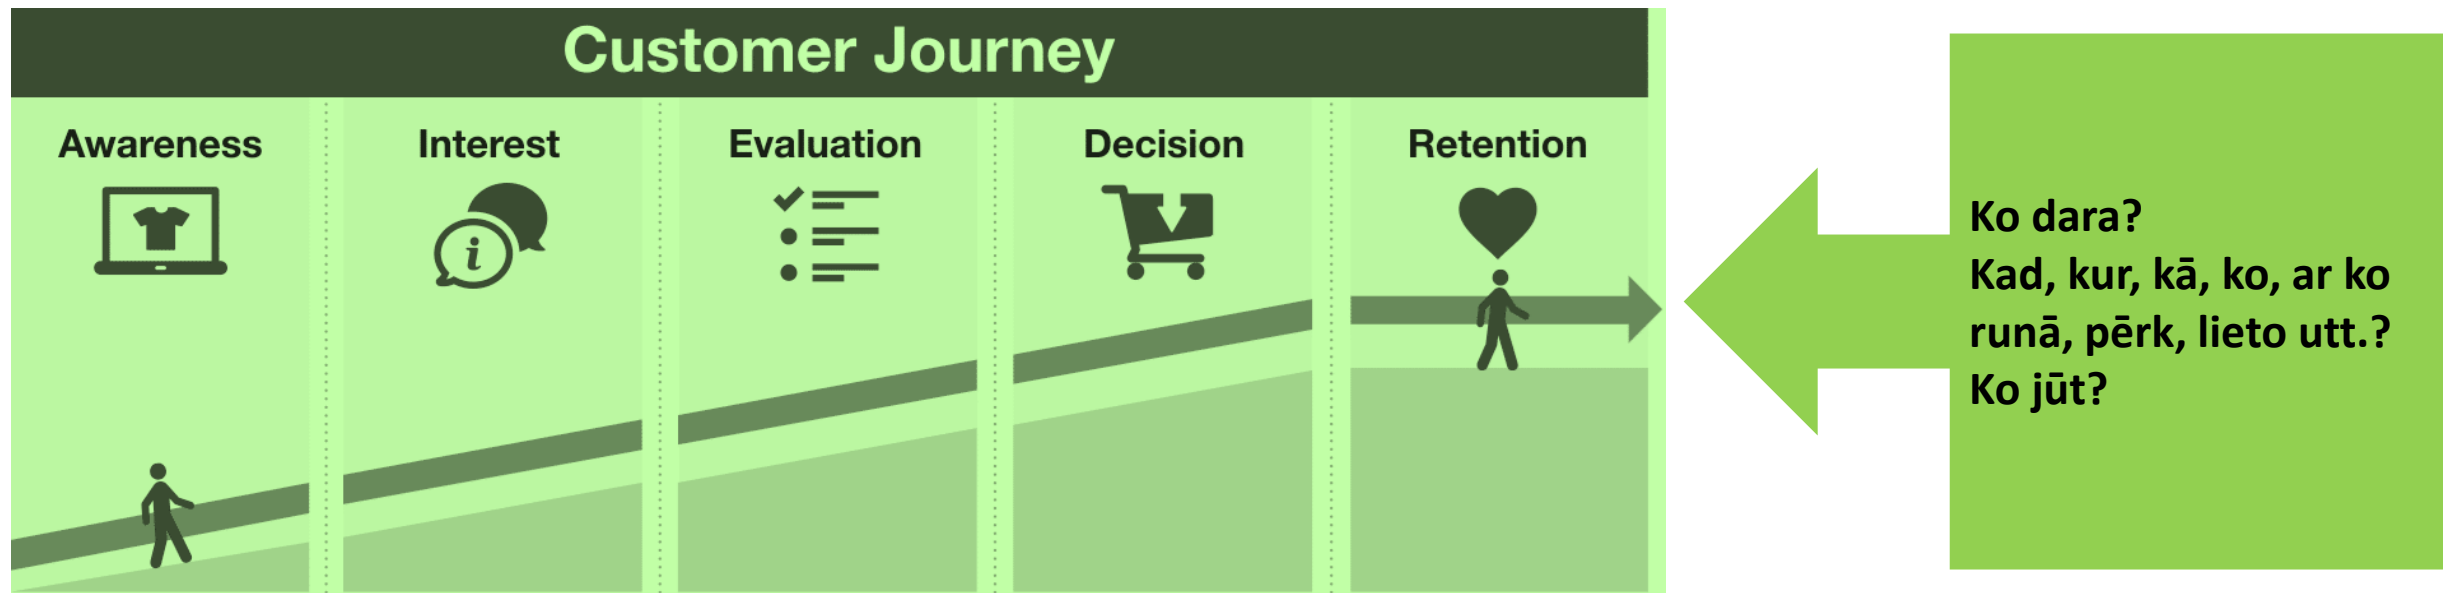 Customer Journey
Awareness
Interest
Evaluation
Decision
Retention
i
Ko dara?
Kad, kur, kā, ko, ar ko
runā, pērk, lieto utt.?
Ko jūt?